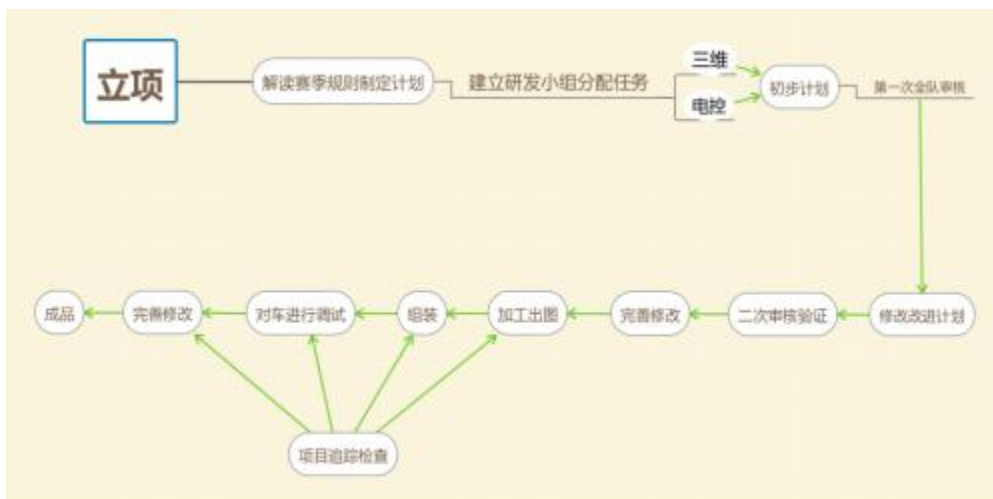 立项
解读赛季规则制定计划
建立研发小组分配任务
三维
电控
初步计划
第一次全队审核
修改改进计划
二次审核验证
完善修改
加工出图
组装
对车进行调试
完善修改
成品
项目追踪检查